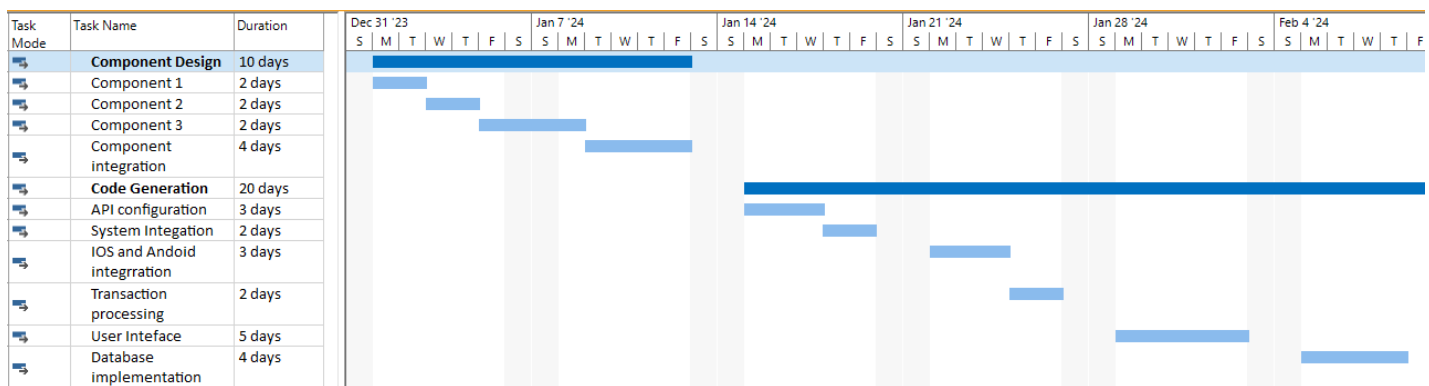 Task Mode Task Name Duration
Dec 31 '23 Jan 7 '24 Jan 14 '24 Jan 21 '24 Jan 28 '24 Feb 4 '24
S M T W T F S S M T W T F S S M T W T F S S M T W T F S S M T W T F S S M T W T F
Component Design 10 days
Component 1 2 days
Component 2 2 days
Component 3 2 days
Component 4 days
integration
Code Generation 20 days
API configuration 3 days
System Integation 2 days
IOS and Andoid 3 days
integrration
Transaction 2 days
processing
User Inteface 5 days
Database 4 days
implementation